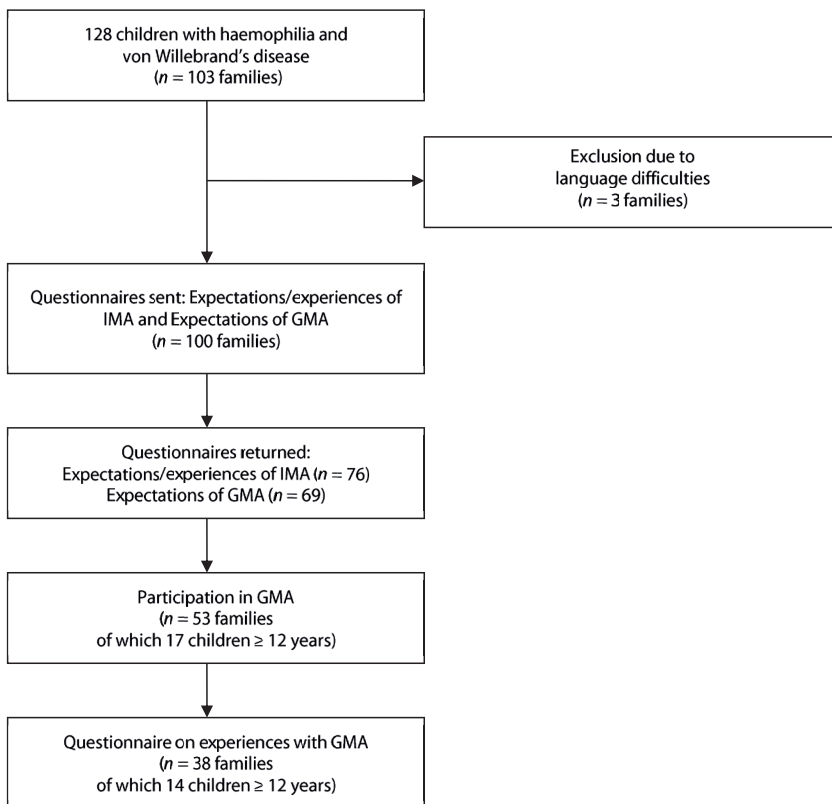 128 children with haemophilia and
von Willebrand's disease
(n = 103 families)
Exclusion due to
language difficulties
(n = 3 families)
Questionnaires sent: Expectations/experiences of
IMA and Expectations of GMA
(n = 100 families)
Questionnaires returned:
Expectations/experiences of IMA (n = 76)
Expectations of GMA (n = 69)
Participation in GMA
(n = 53 families
of which 17 children ≥ 12 years)
Questionnaire on experiences with GMA
(n = 38 families
of which 14 children ≥ 12 years)